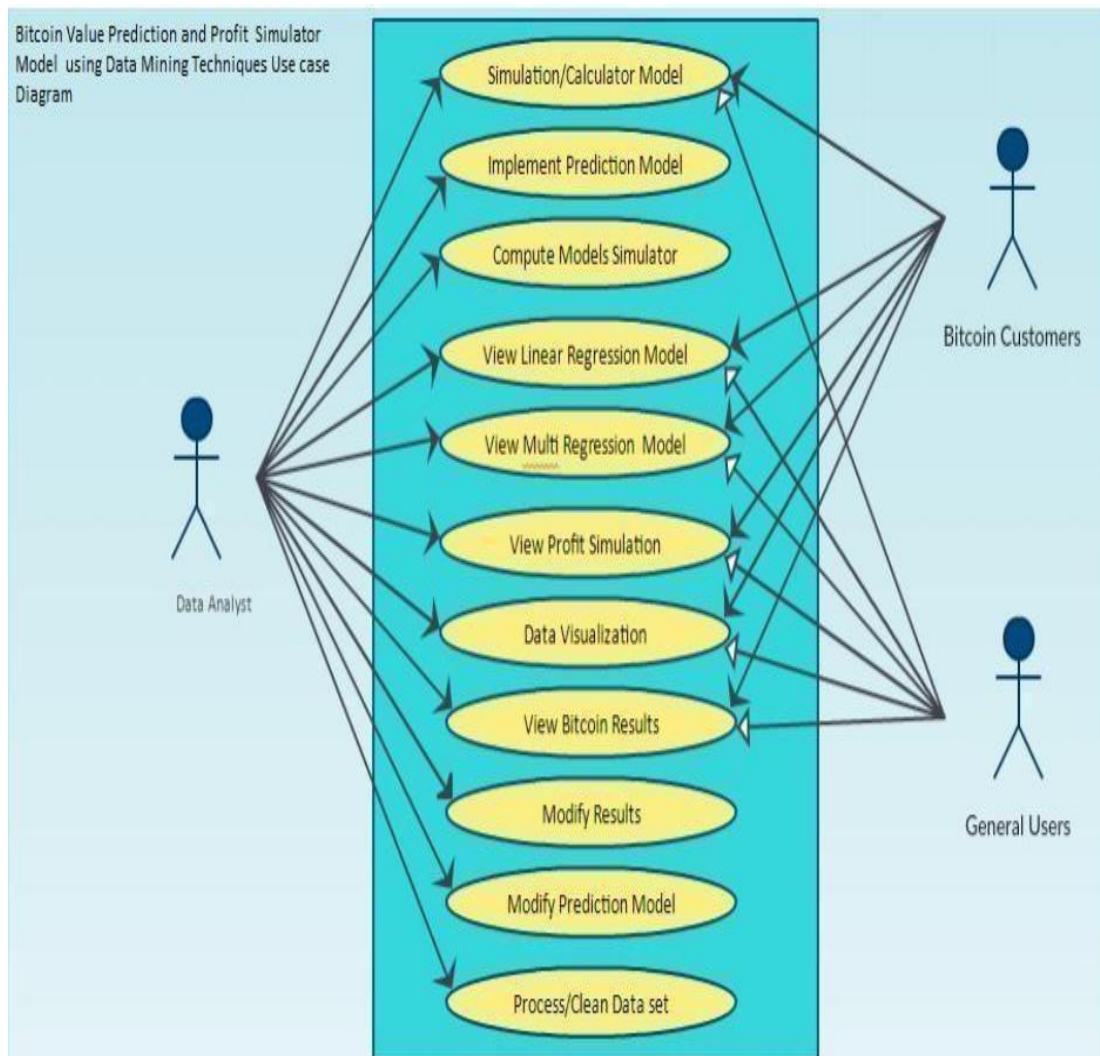 Bitcoin Value Prediction and Profit Simulator
Model using Data Mining Techniques Use case
Diagram
Simulation/Calculator Model
Implement Prediction Model
Compute Models Simulator
View Linear Regression Model
View Multi Regression Model
View Profit Simulation
Data Visualization
View Bitcoin Results
Modify Results
Modify Prediction Model
Process/Clean Data set
Data Analyst
Bitcoin Customers
General Users